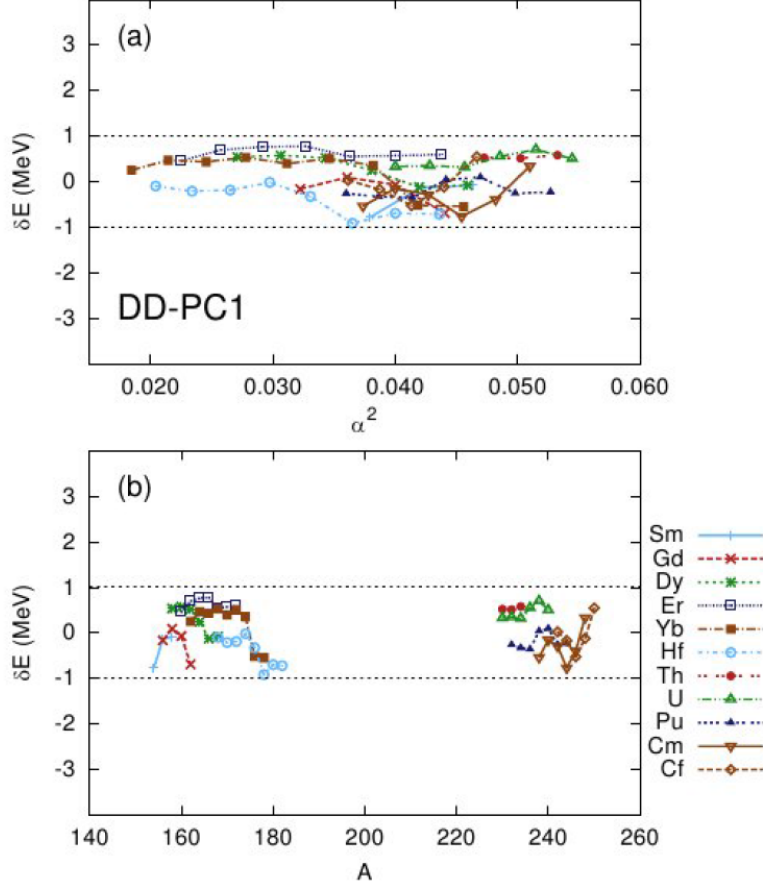 (a)
3
2
1
0
-1
-2
-3
δE (MeV)
DD-PC1
0.020 0.030 0.040 0.050 0.060
α²
(b)
3
2
1
0
-1
-2
-3
δE (MeV)
140 160 180 200 220 240 260
A
Sm
Gd
Dy
Er
Yb
Hf
Th
U
Pu
Cm
Cf